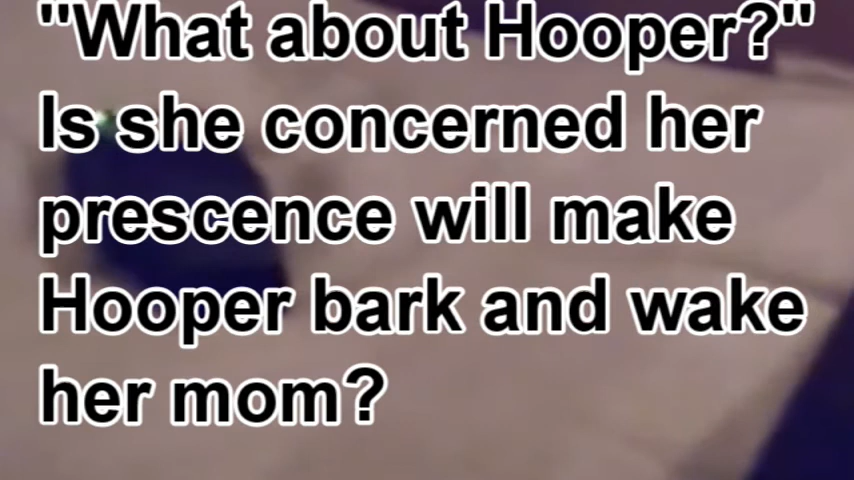 "What about Hooper?"
Is she concerned her
prescence will make
Hooper bark and wake
her mom?